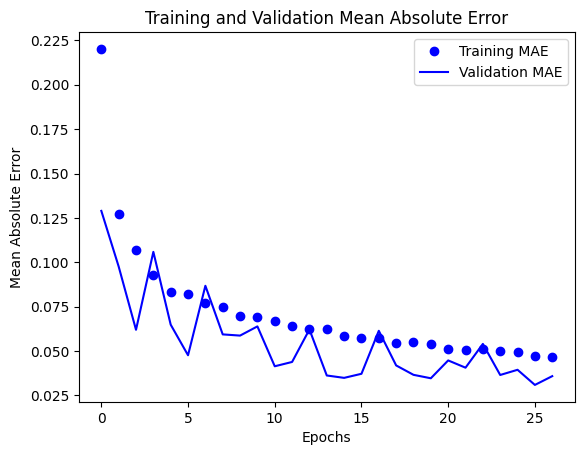 Training and Validation Mean Absolute Error
Training MAE
Validation MAE
Mean Absolute Error
0.225
0.200
0.175
0.150
0.125
0.100
0.075
0.050
0.025
0 5 10 15 20 25
Epochs